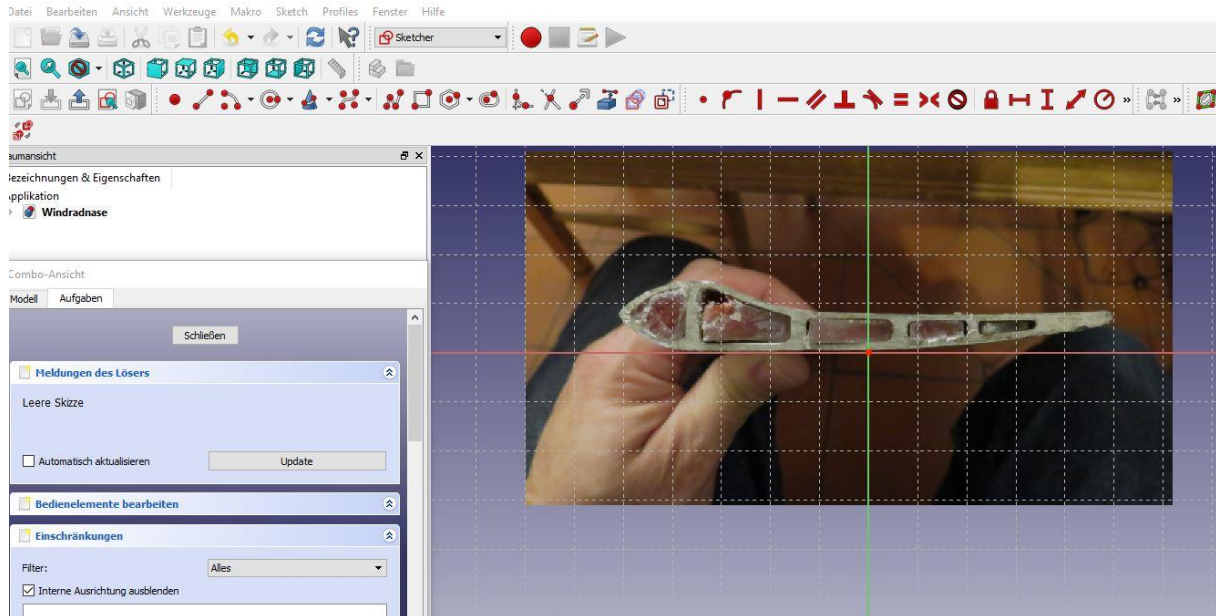 Datei Bearbeiten Ansicht Werkzeuge Makro Sketch Profiles Fenster Hilfe
Sketcher
»
»
aumansicht
Bezeichnungen & Eigenschaften
Applikation
Windradnase
Combo-Ansicht
Modell Aufgaben
Schließen
Meldungen des Lösers
Leere Skizze
Automatisch aktualisieren Update
Bedienelemente bearbeiten
Einschränkungen
Filter: Alles
Interne Ausrichtung ausblenden